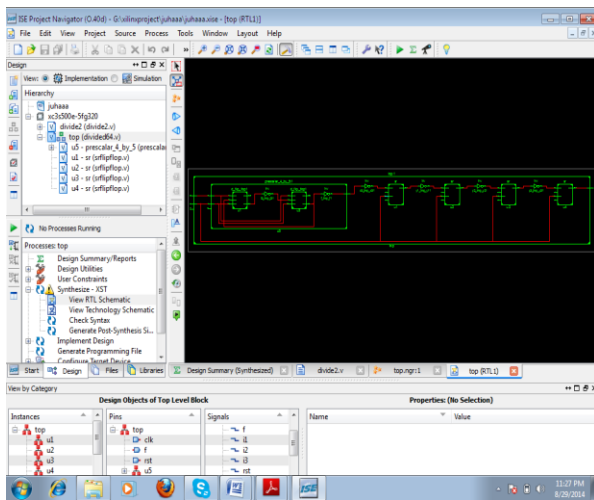 ISE Project Navigator (O.40d) - G:\xilinxproject\juhaaa\juhaaa.xise - [top (RTL1)]
File Edit View Project Source Process Tools Window Layout Help
Design
View: Implementation Simulation
Hierarchy
juhaaa
xc3s500e-5fg320
divide2 (divide2.v)
top (divided64.v)
u5 - prescalar_4_by_5 (prescalar
u1 - sr (srflipflop.v)
u2 - sr (srflipflop.v)
u3 - sr (srflipflop.v)
u4 - sr (srflipflop.v)
No Processes Running
Processes: top
Design Summary/Reports
Design Utilities
User Constraints
Synthesize - XST
View RTL Schematic
View Technology Schematic
Check Syntax
Generate Post-Synthesis Si...
Implement Design
Generate Programming File
Configure Target Device
Start Design Files Libraries Design Summary (Synthesized) divide2.v top.ngr:1 top (RTL1)
View by Category
Design Objects of Top Level Block Properties: (No Selection)
Instances Pins Signals Name Value
top top f
u1 clk i1
u2 f i2
u3 rst i3
u4 u5 rst
ISE
11:27 PM
8/29/2014